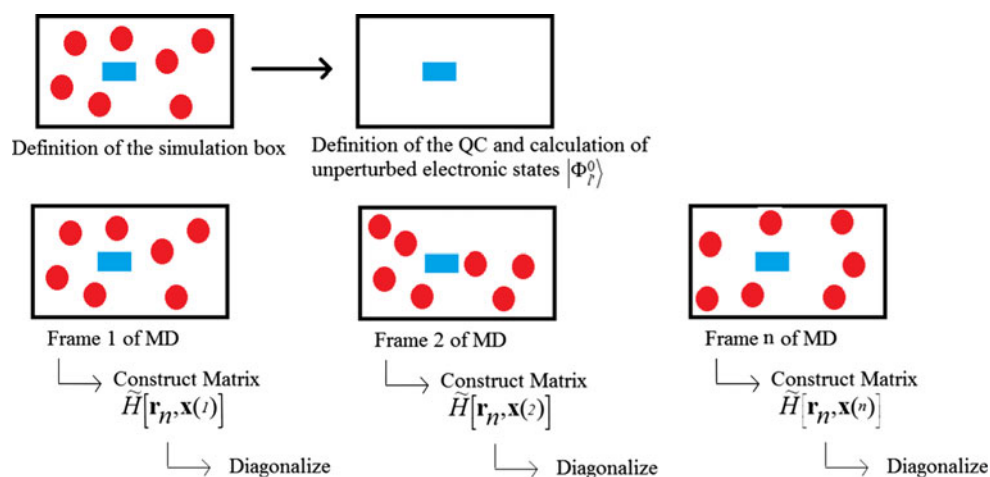 Definition of the simulation box
Definition of the QC and calculation of
unperturbed electronic states |Φ⁰ₗ′⟩
Frame 1 of MD
Frame 2 of MD
Frame n of MD
Construct Matrix
Construct Matrix
Construct Matrix
H̃[rₙ,x(1)]
H̃[rₙ,x(2)]
H̃[rₙ,x(n)]
Diagonalize
Diagonalize
Diagonalize